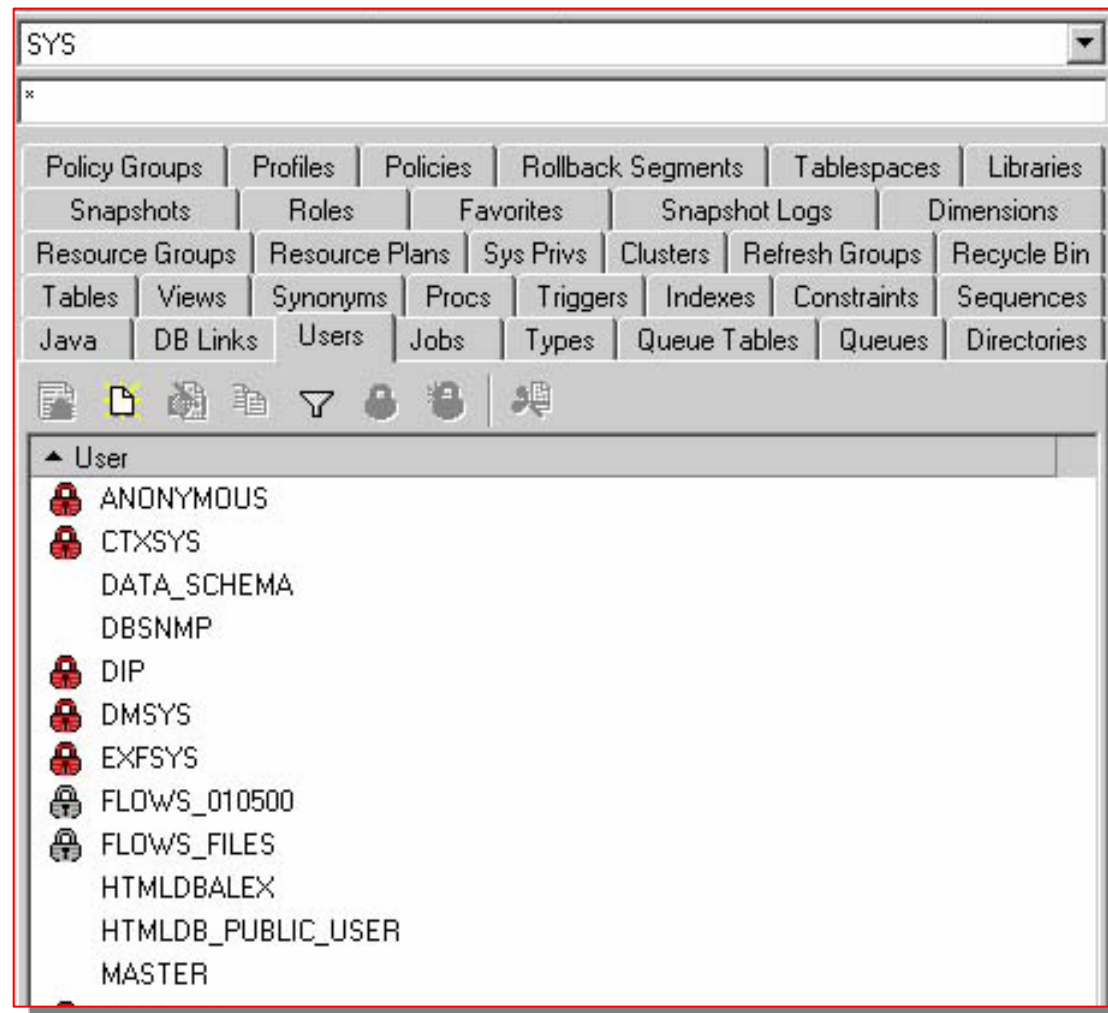 SYS
*
Policy Groups Profiles Policies Rollback Segments Tablespaces Libraries
Snapshots Roles Favorites Snapshot Logs Dimensions
Resource Groups Resource Plans Sys Privs Clusters Refresh Groups Recycle Bin
Tables Views Synonyms Procs Triggers Indexes Constraints Sequences
Java DB Links Users Jobs Types Queue Tables Queues Directories
User
ANONYMOUS
CTXSYS
DATA_SCHEMA
DBSNMP
DIP
DMSYS
EXFSYS
FLOWS_010500
FLOWS_FILES
HTMLDBALEX
HTMLDB_PUBLIC_USER
MASTER